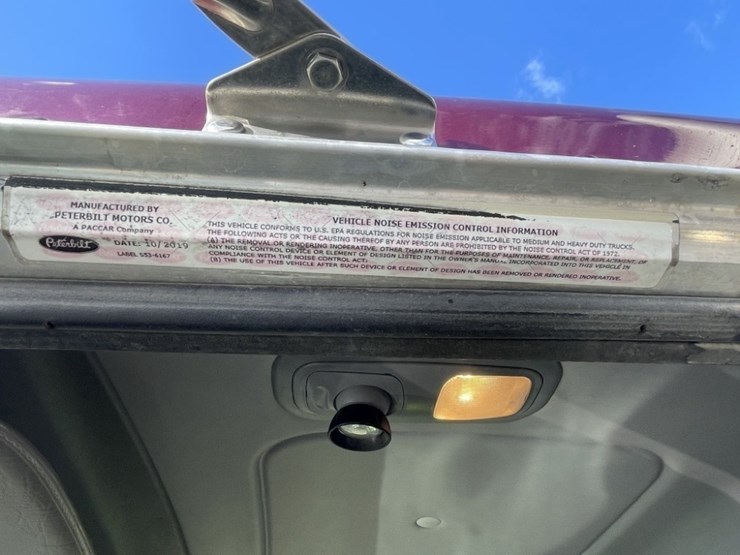 MANUFACTURED BY
PETERBILT MOTORS CO.
A PACCAR Company
Peterbilt
DATE: 10/2019
LABEL S93-6167
VEHICLE NOISE EMISSION CONTROL INFORMATION
THIS VEHICLE CONFORMS TO U.S. EPA REGULATIONS FOR NOISE EMISSION APPLICABLE TO MEDIUM AND HEAVY DUTY TRUCKS.
THE FOLLOWING ACTS OR THE CAUSING THEREOF BY ANY PERSON ARE PROHIBITED BY THE NOISE CONTROL ACT OF 1972.
(A) THE REMOVAL OR RENDERING INOPERATIVE, OTHER THAN FOR THE PURPOSES OF MAINTENANCE, REPAIR, OR REPLACEMENT, OF
ANY NOISE CONTROL DEVICE OR ELEMENT OF DESIGN (LISTED IN THE OWNER'S MANUAL INCORPORATED INTO THIS VEHICLE IN
COMPLIANCE WITH THE NOISE CONTROL ACT)
(B) THE USE OF THIS VEHICLE AFTER SUCH DEVICE OR ELEMENT OF DESIGN HAS BEEN REMOVED OR RENDERED INOPERATIVE.